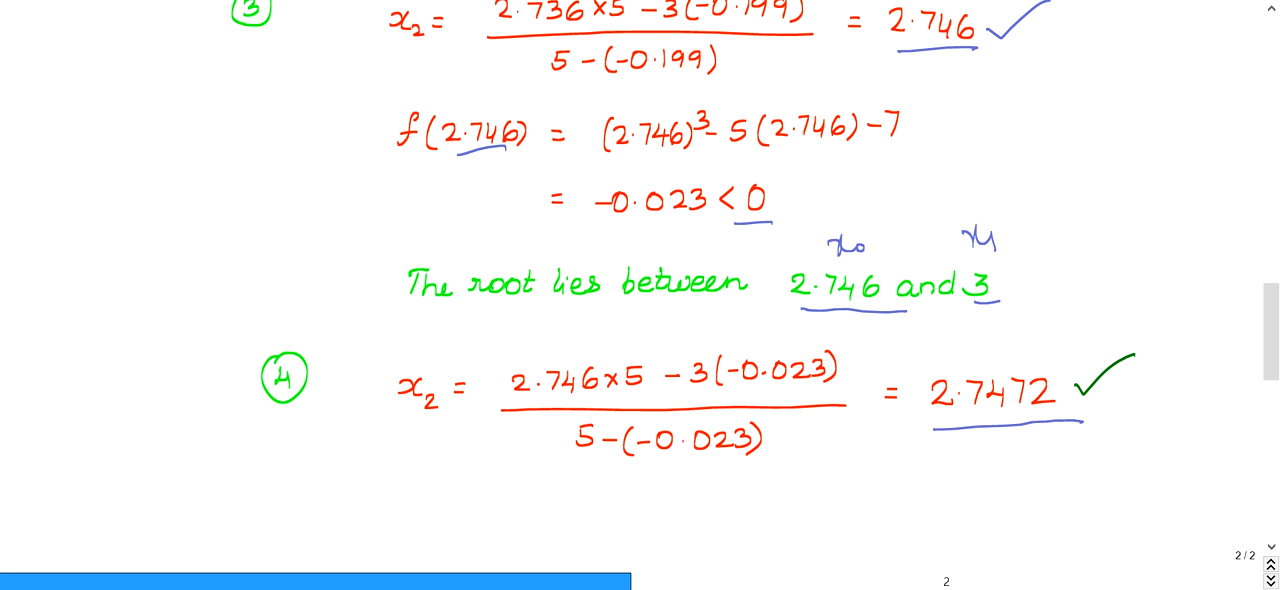 ③ x₂ = (2.736×5 – 3(-0.199)) / (5 – (-0.199)) = 2.746 ✓
f(2.746) = (2.746)³ - 5(2.746) – 7
= -0.023 < 0
x₀ x₁
The root lies between 2.746 and 3
④ x₂ = (2.746×5 – 3(-0.023)) / (5 – (-0.023)) = 2.7472 ✓
2 / 2
2